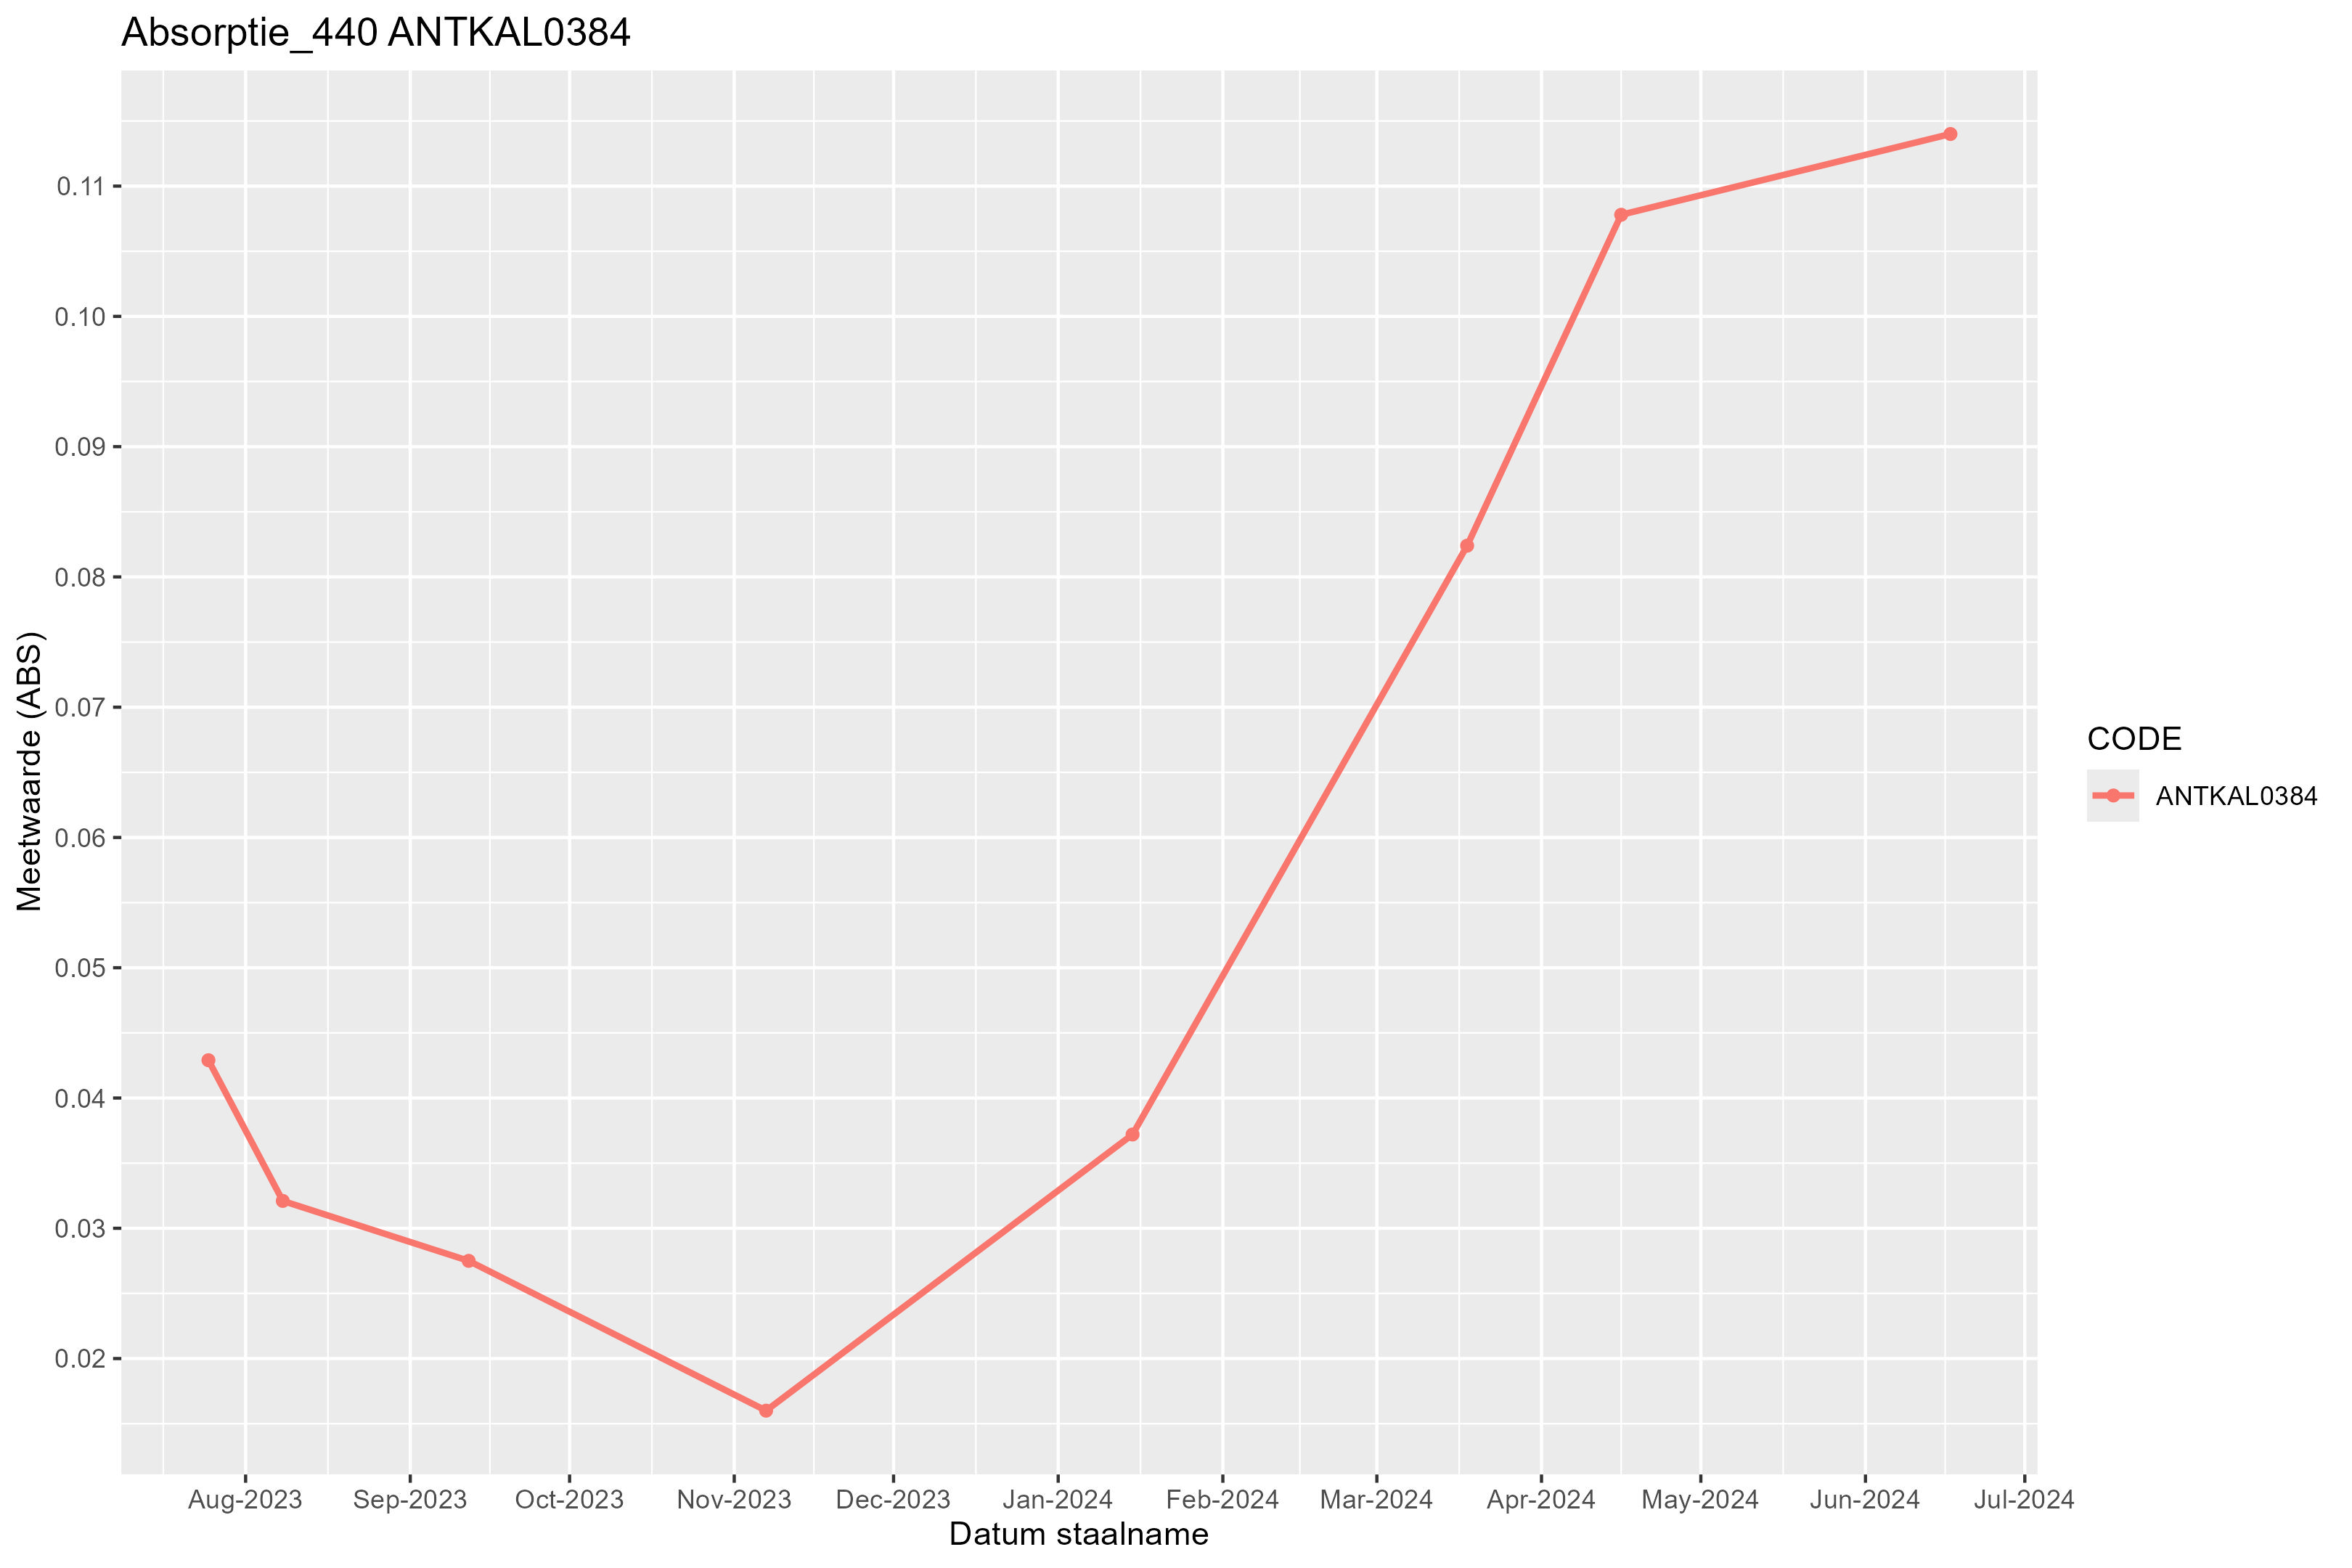 Absorptie_440 ANTKAL0384
0.11
0.10
0.09
0.08
0.07
0.06
0.05
0.04
0.03
0.02
Meetwaarde (ABS)
Aug-2023 Sep-2023 Oct-2023 Nov-2023 Dec-2023 Jan-2024 Feb-2024 Mar-2024 Apr-2024 May-2024 Jun-2024 Jul-2024
Datum staalname
CODE
ANTKAL0384